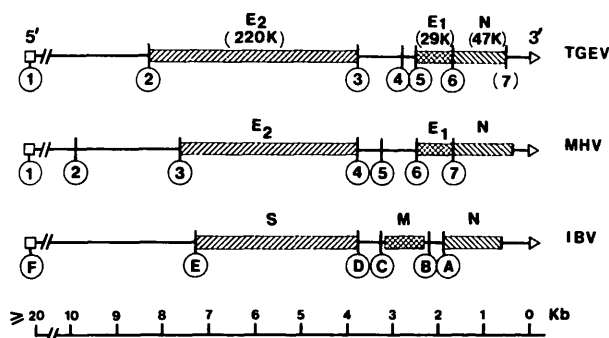 5′ E₂ E₁ N 3′
(220K) (29K) (47K) TGEV
1 2 3 4 5 6 (7)
E₂ E₁ N MHV
1 2 3 4 5 6 7
S M N IBV
F E D C B A
⩾ 20 10 9 8 7 6 5 4 3 2 1 0 Kb